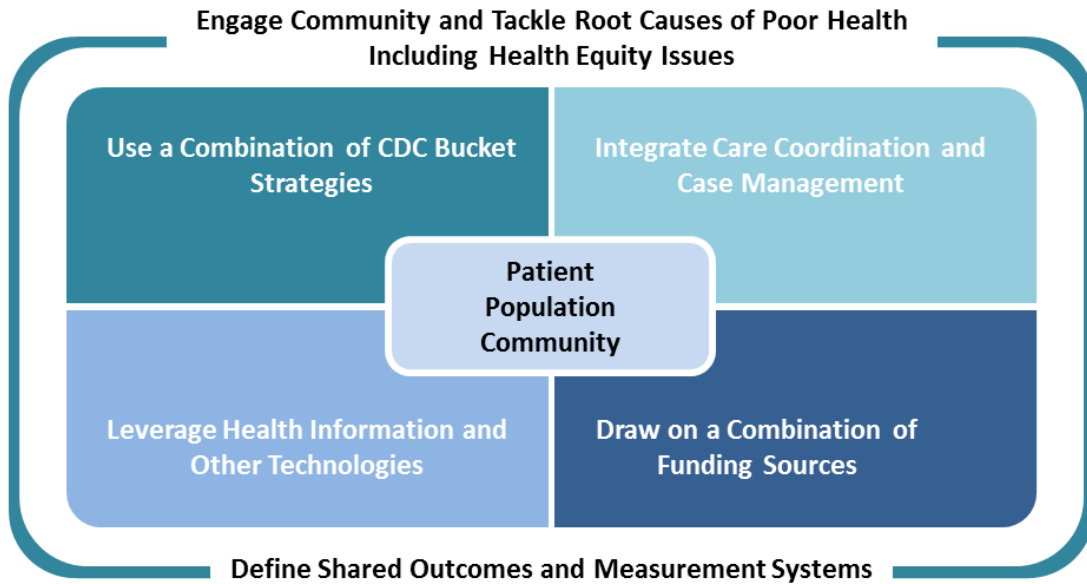 Engage Community and Tackle Root Causes of Poor Health
Including Health Equity Issues
Use a Combination of CDC Bucket
Strategies
Integrate Care Coordination and
Case Management
Patient
Population
Community
Leverage Health Information and
Other Technologies
Draw on a Combination of
Funding Sources
Define Shared Outcomes and Measurement Systems